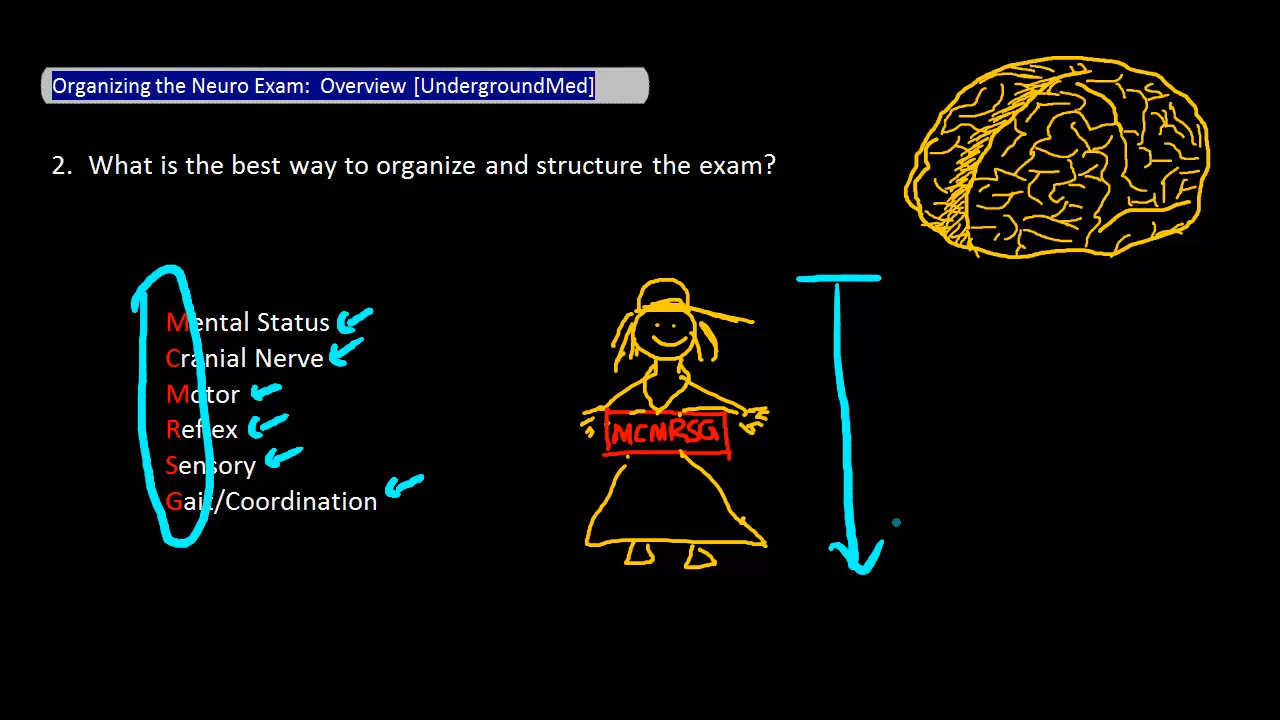 Organizing the Neuro Exam: Overview [UndergroundMed]
2. What is the best way to organize and structure the exam?
Mental Status
Cranial Nerve
Motor
Reflex
Sensory
Gait/Coordination
MCMRSG